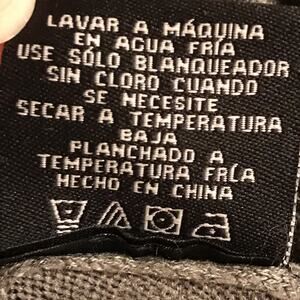 LAVAR A MÁQUINA
EN AGUA FRÍA
USE SÓLO BLANQUEADOR
SIN CLORO CUANDO
SE NECESITE
SECAR A TEMPERATURA
BAJA
PLANCHADO A
TEMPERATURA FRÍA
HECHO EN CHINA